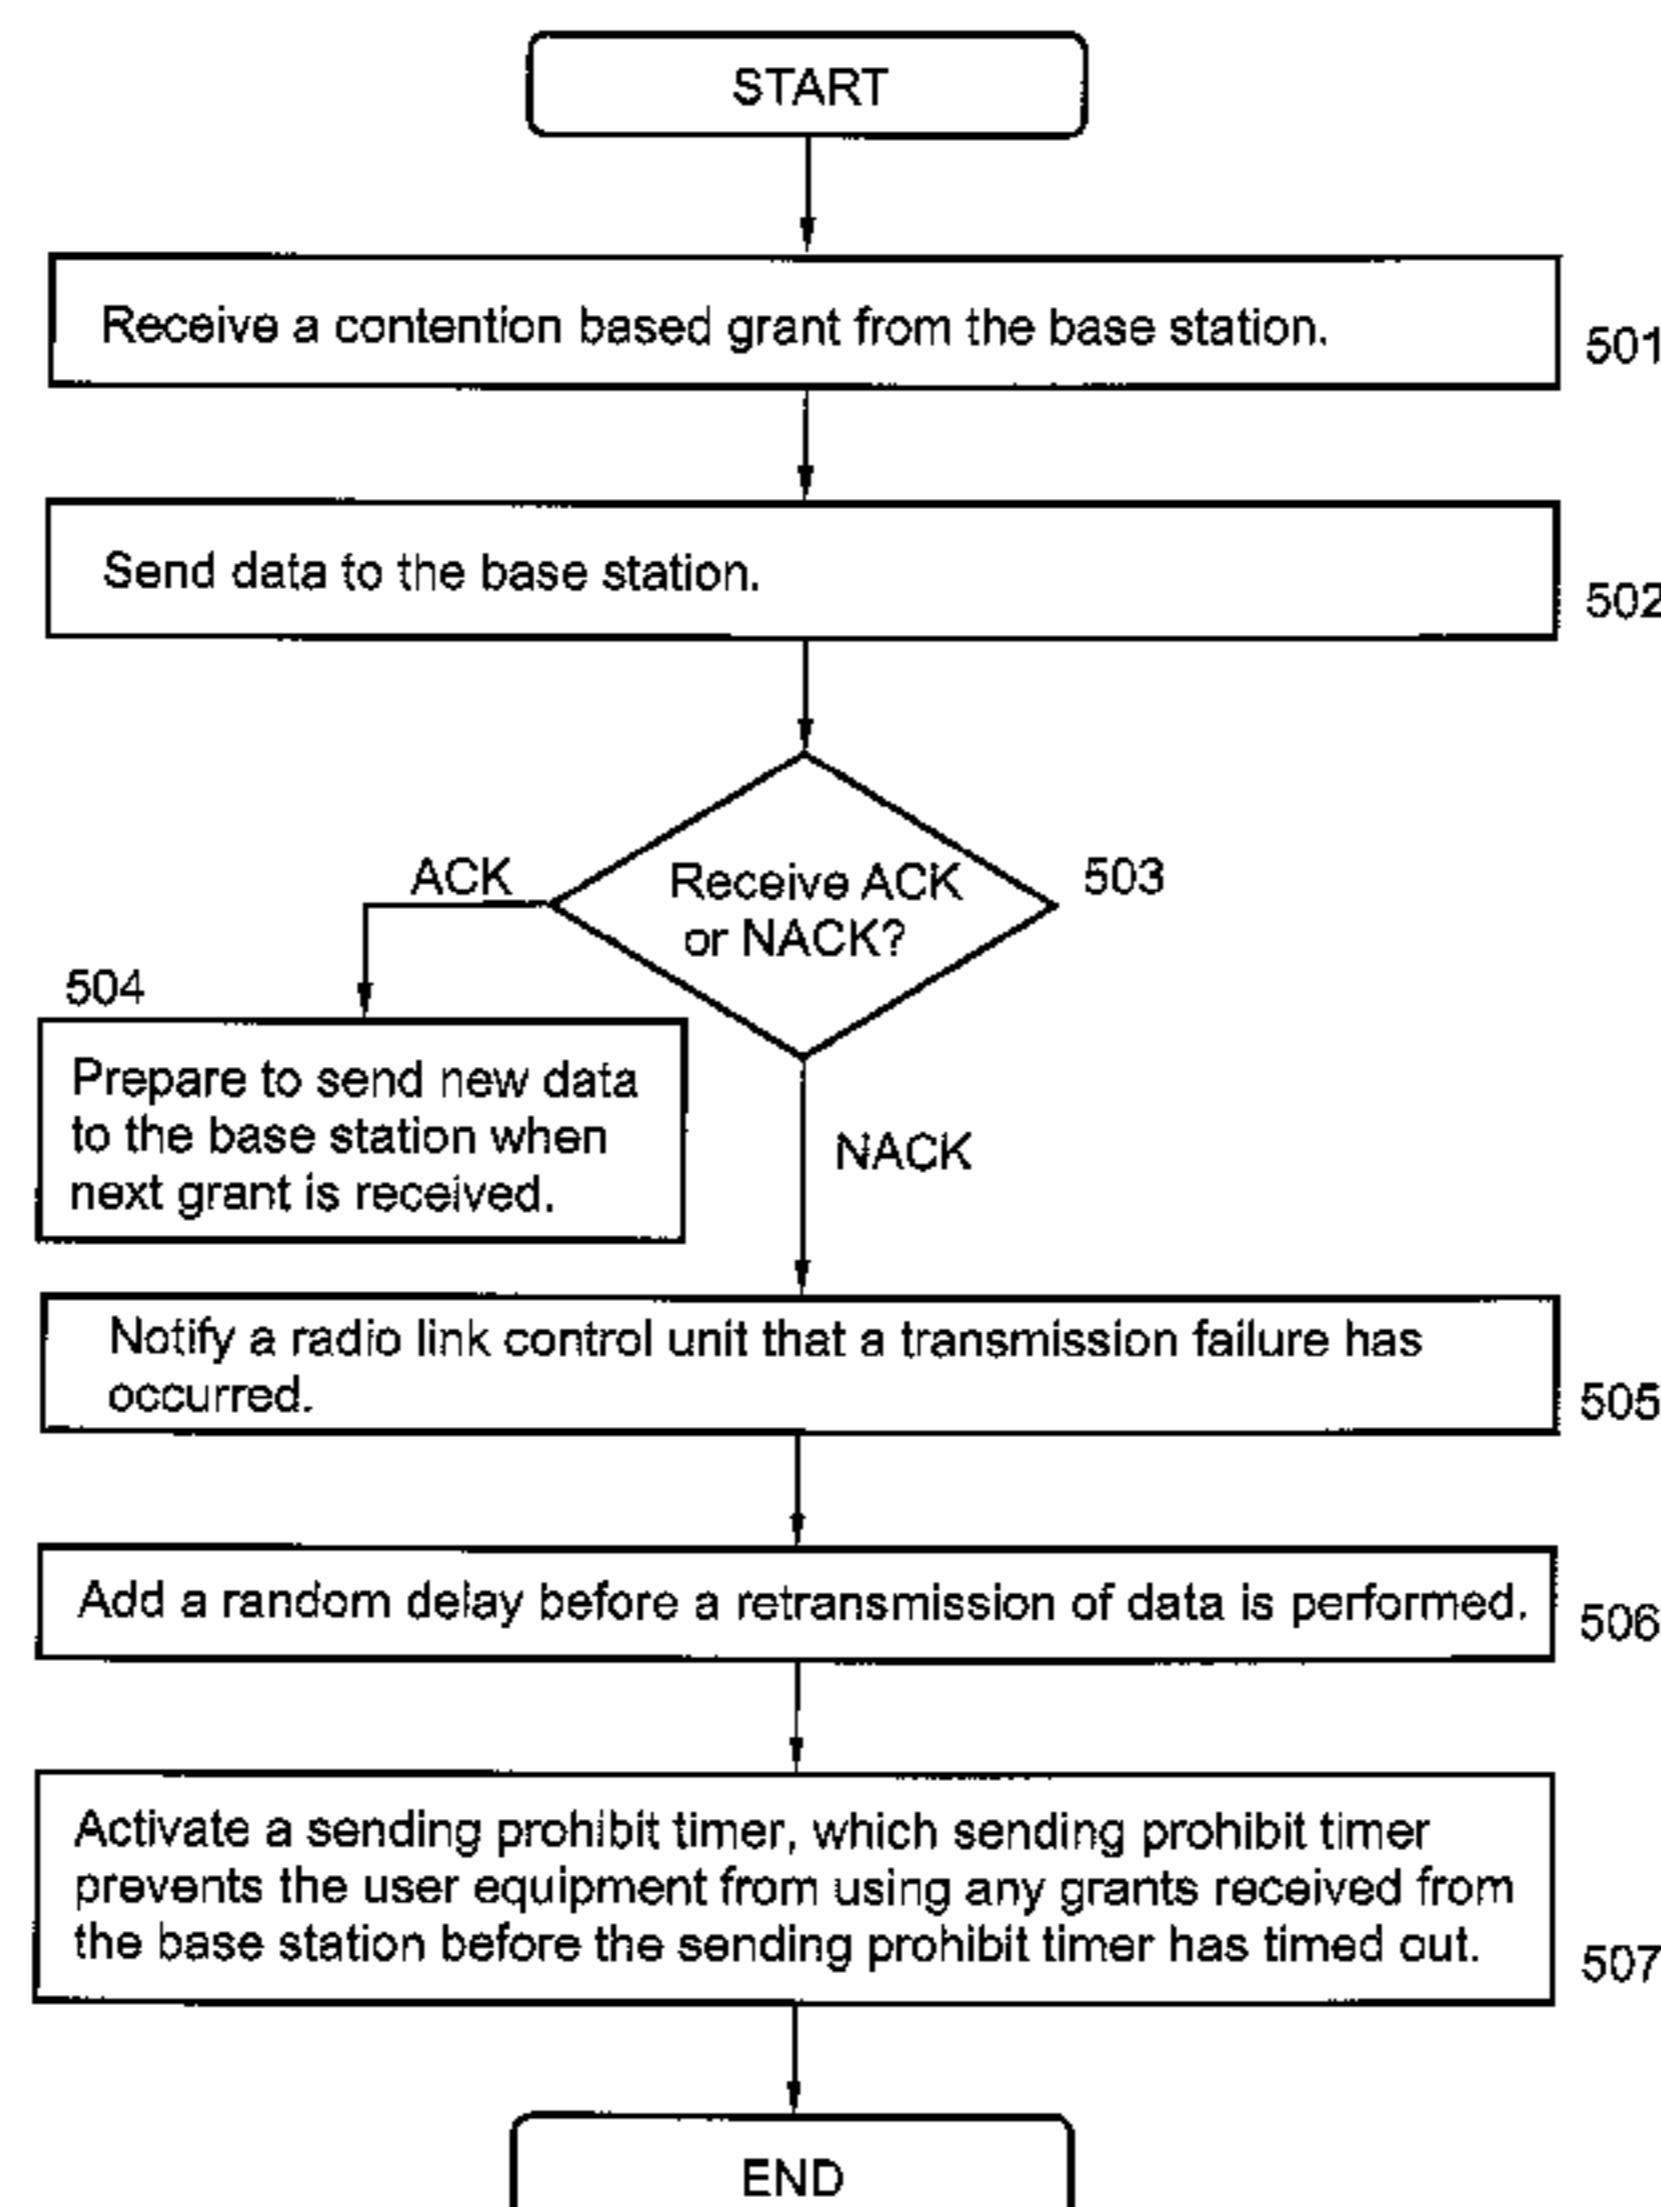 START
Receive a contention based grant from the base station.
501
Send data to the base station.
502
Receive ACK
or NACK?
503
ACK
504
Prepare to send new data
to the base station when
next grant is received.
NACK
Notify a radio link control unit that a transmission failure has
occurred.
505
Add a random delay before a retransmission of data is performed.
506
Activate a sending prohibit timer, which sending prohibit timer
prevents the user equipment from using any grants received from
the base station before the sending prohibit timer has timed out.
507
END